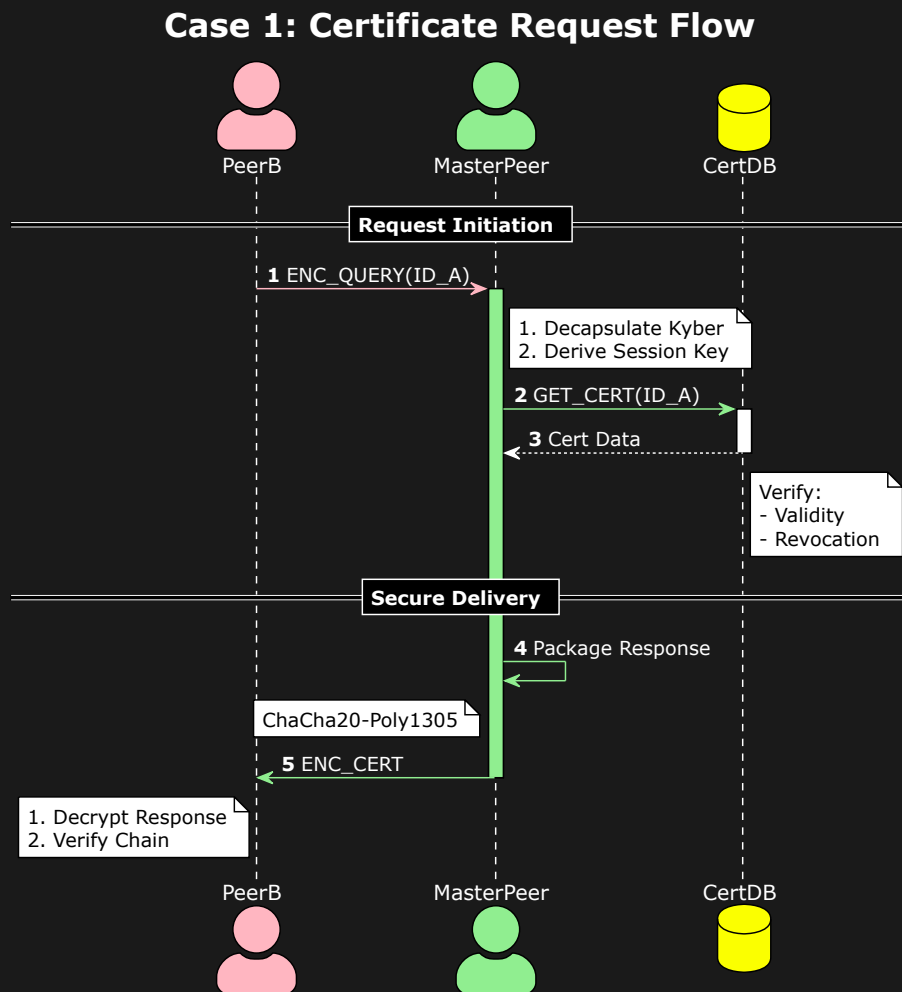 Case 1: Certificate Request Flow
PeerB
MasterPeer
CertDB
Request Initiation
1 ENC_QUERY(ID_A)
1. Decapsulate Kyber
2. Derive Session Key
2 GET_CERT(ID_A)
3 Cert Data
Verify:
- Validity
- Revocation
Secure Delivery
4 Package Response
ChaCha20-Poly1305
5 ENC_CERT
1. Decrypt Response
2. Verify Chain
PeerB
MasterPeer
CertDB